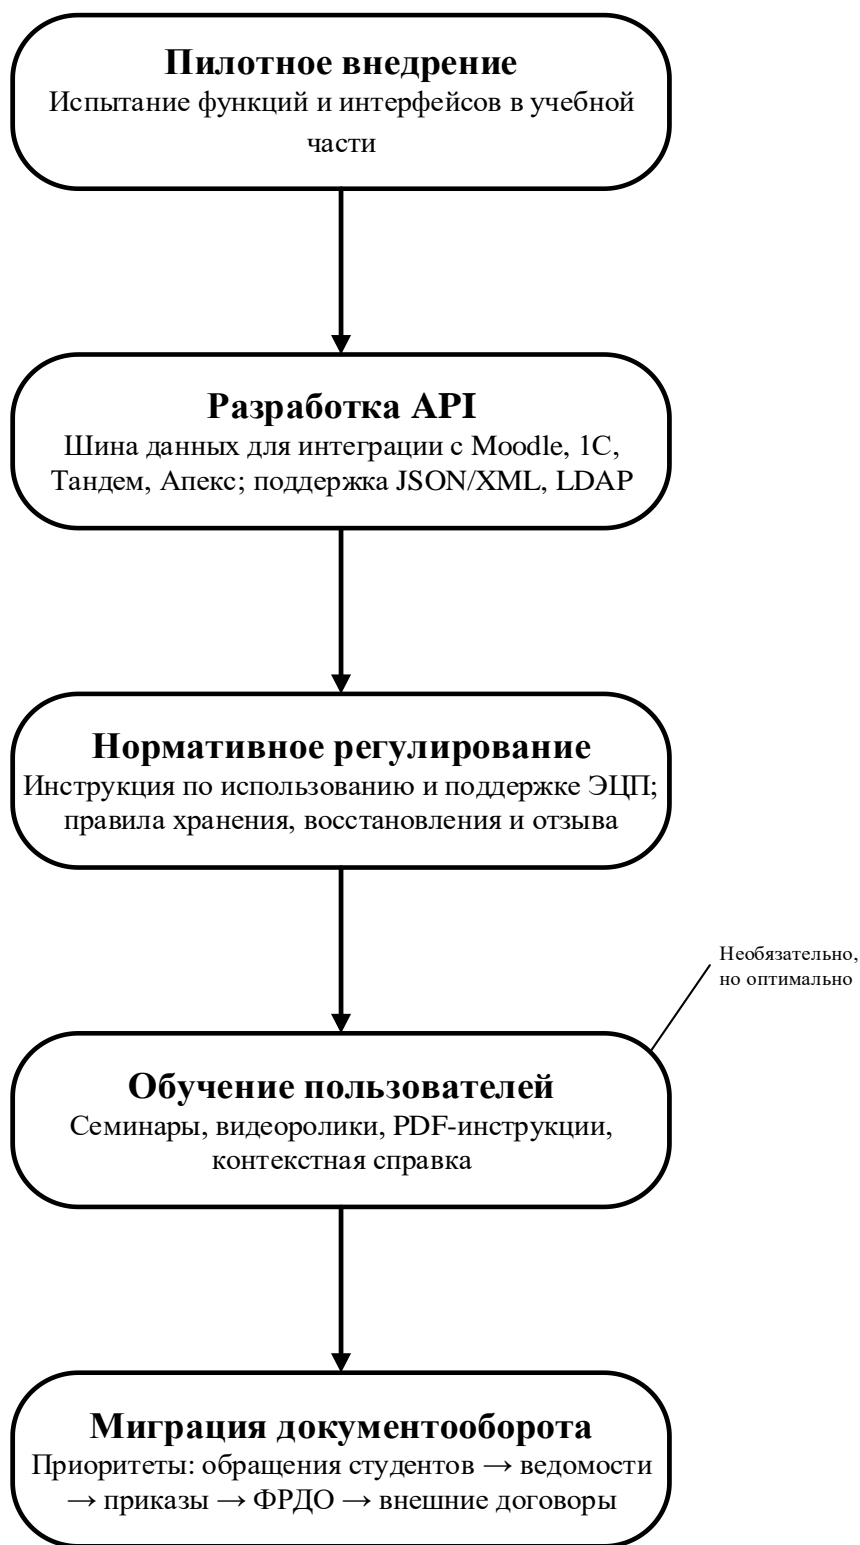 Пилотное внедрение
Испытание функций и интерфейсов в учебной
части
Разработка API
Шина данных для интеграции с Moodle, 1С,
Тандем, Апекс; поддержка JSON/XML, LDAP
Нормативное регулирование
Инструкция по использованию и поддержке ЭЦП;
правила хранения, восстановления и отзыва
Необязательно,
но оптимально
Обучение пользователей
Семинары, видеоролики, PDF-инструкции,
контекстная справка
Миграция документооборота
Приоритеты: обращения студентов → ведомости
→ приказы → ФРДО → внешние договоры